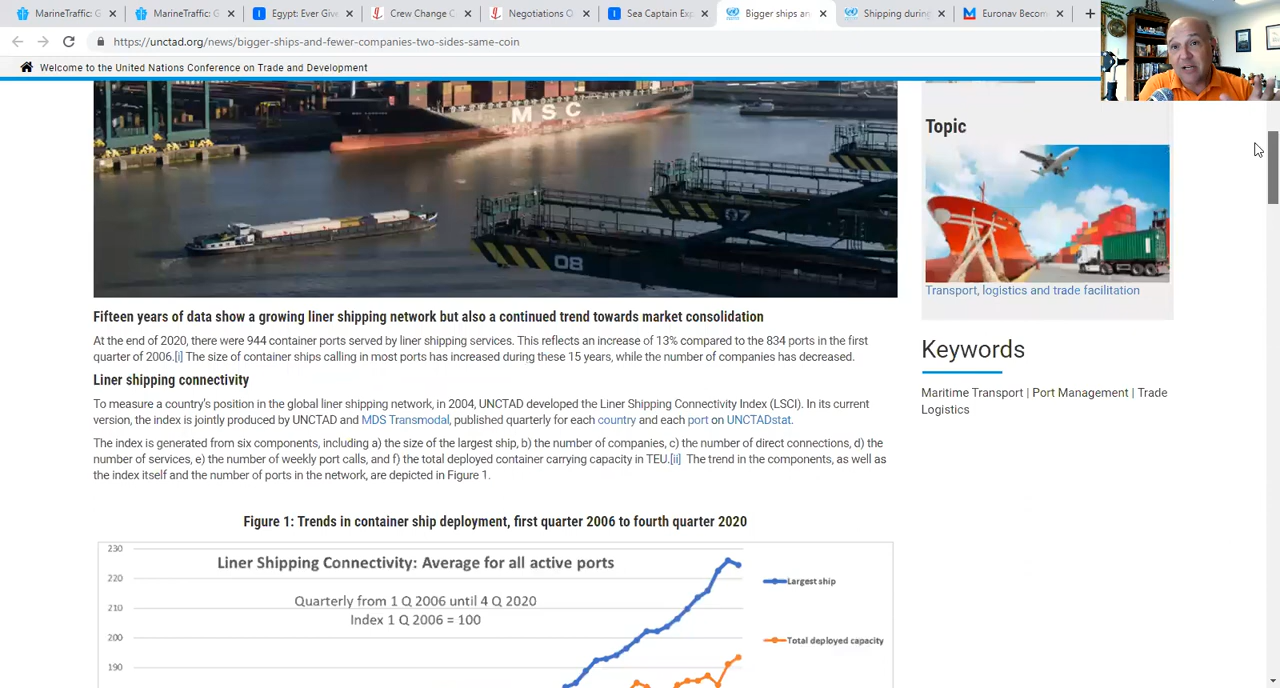 MarineTraffic: G
MarineTraffic: G
Egypt: Ever Give
Crew Change C
Negotiations O
Sea Captain Exp
Bigger ships an
Shipping during
Euronav Becom
https://unctad.org/news/bigger-ships-and-fewer-companies-two-sides-same-coin
Welcome to the United Nations Conference on Trade and Development
MSC
07
08
Topic
Transport, logistics and trade facilitation
Keywords
Maritime Transport | Port Management | Trade
Logistics
Fifteen years of data show a growing liner shipping network but also a continued trend towards market consolidation
At the end of 2020, there were 944 container ports served by liner shipping services. This reflects an increase of 13% compared to the 834 ports in the first
quarter of 2006.[i] The size of container ships calling in most ports has increased during these 15 years, while the number of companies has decreased.
Liner shipping connectivity
To measure a country's position in the global liner shipping network, in 2004, UNCTAD developed the Liner Shipping Connectivity Index (LSCI). In its current
version, the index is jointly produced by UNCTAD and MDS Transmodal, published quarterly for each country and each port on UNCTADstat.
The index is generated from six components, including a) the size of the largest ship, b) the number of companies, c) the number of direct connections, d) the
number of services, e) the number of weekly port calls, and f) the total deployed container carrying capacity in TEU.[ii] The trend in the components, as well as
the index itself and the number of ports in the network, are depicted in Figure 1.
Figure 1: Trends in container ship deployment, first quarter 2006 to fourth quarter 2020
Liner Shipping Connectivity: Average for all active ports
Quarterly from 1 Q 2006 until 4 Q 2020
Index 1 Q 2006 = 100
230
220
210
200
190
Largest ship
Total deployed capacity